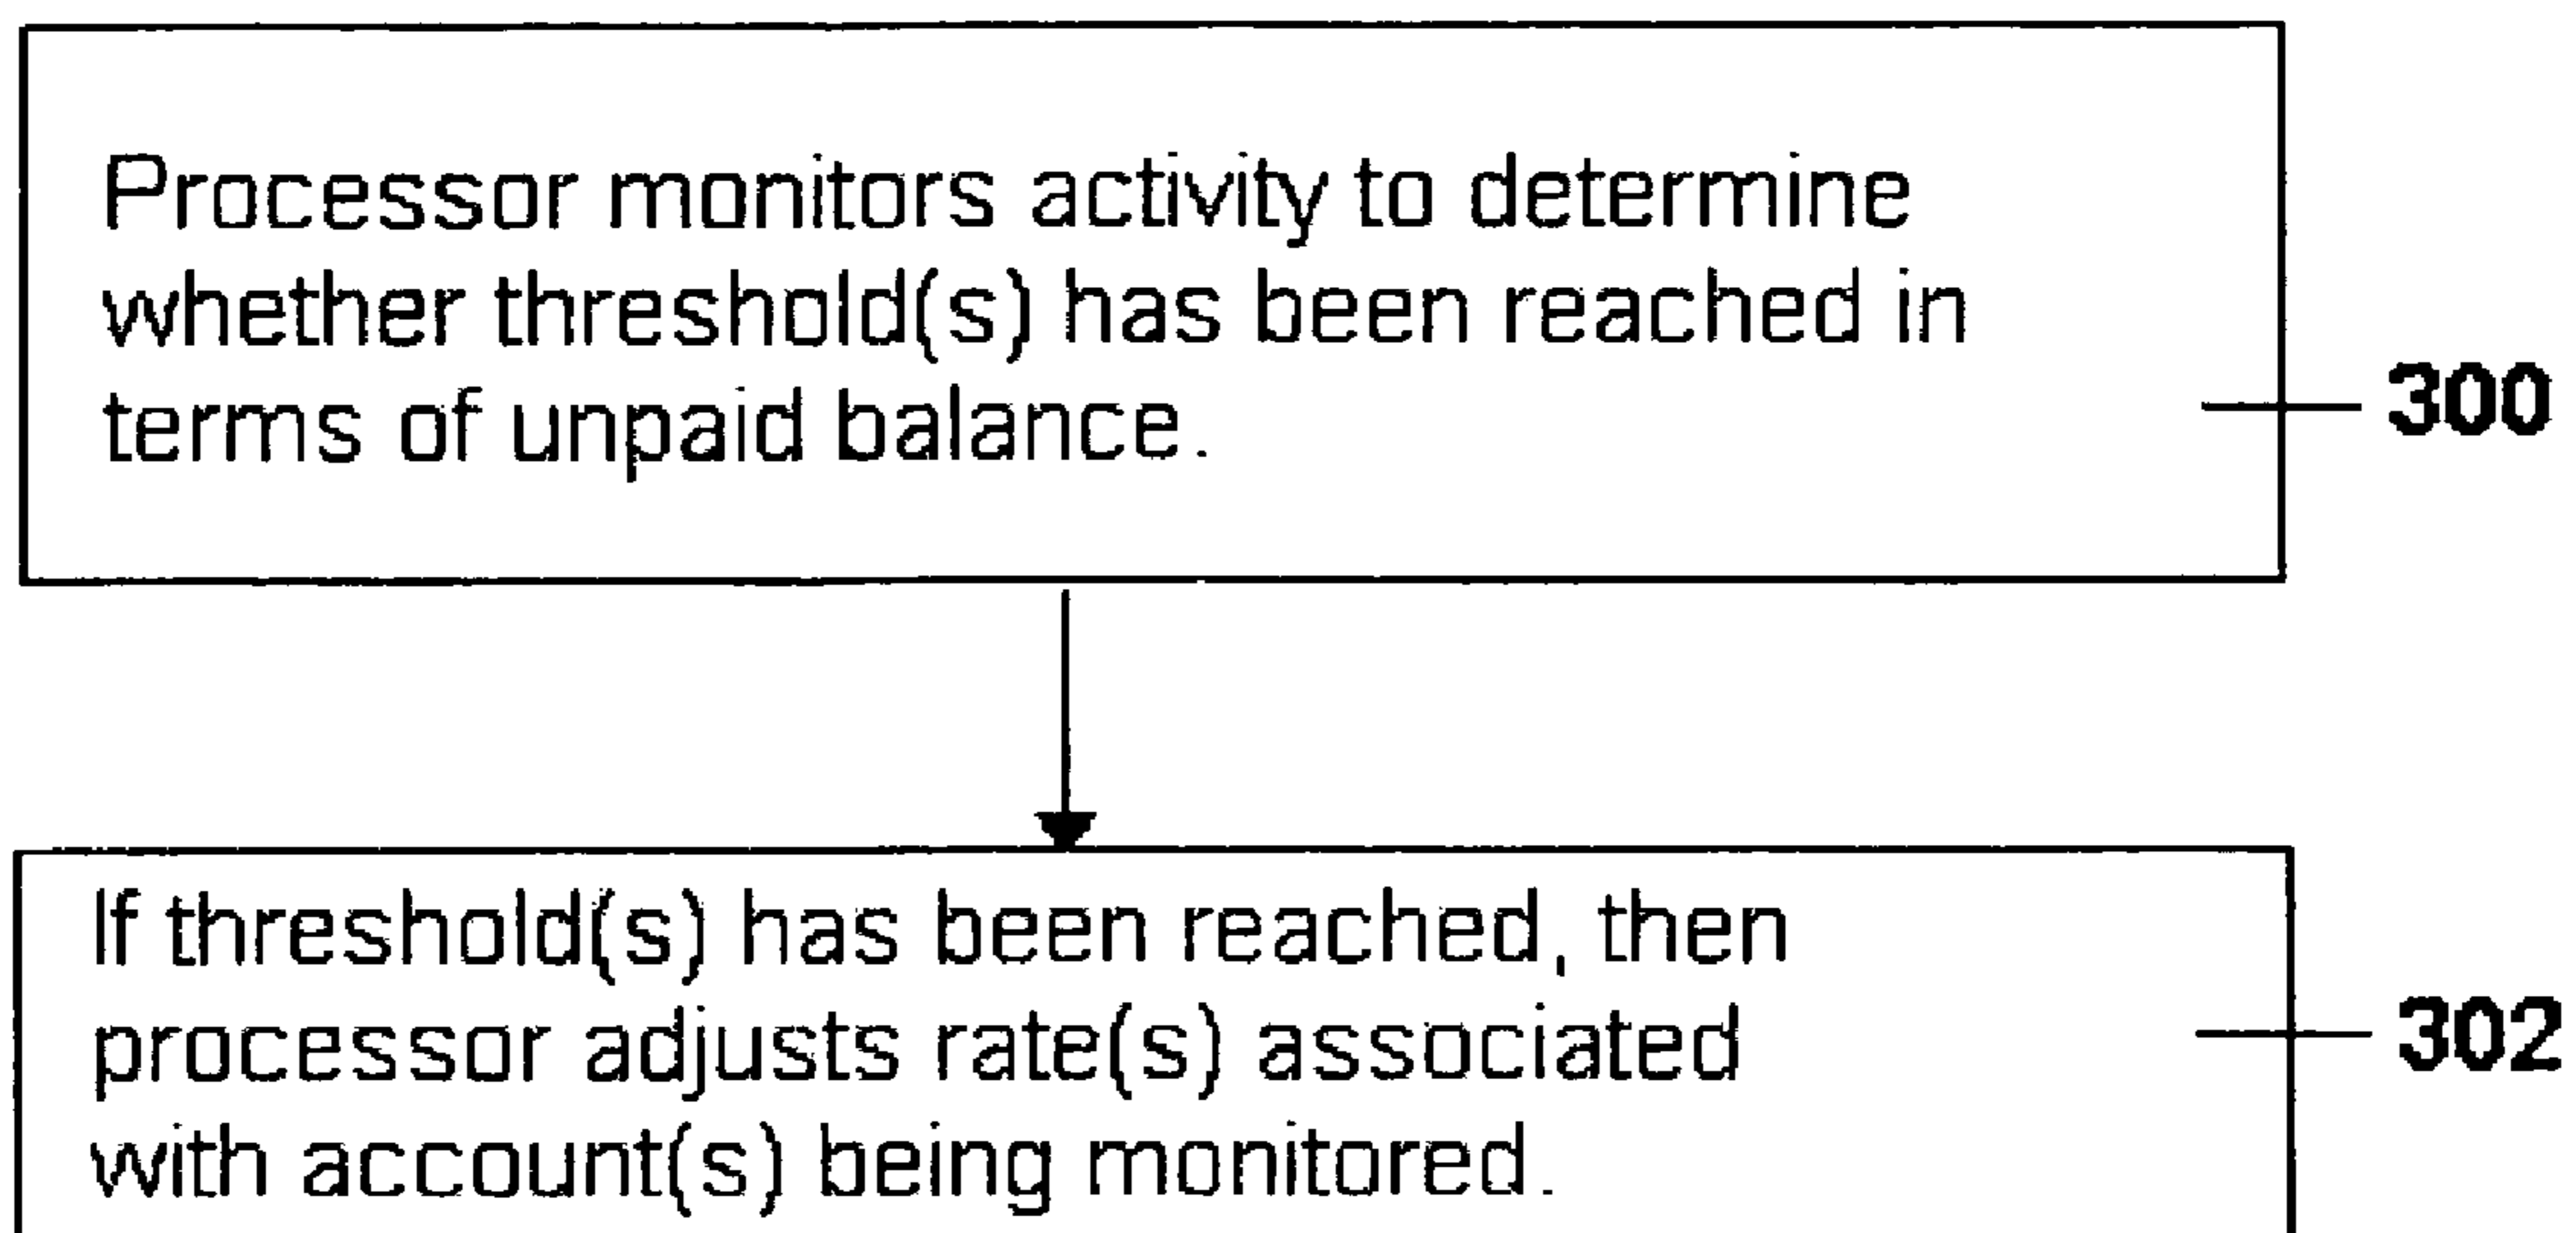 Processor monitors activity to determine
whether threshold(s) has been reached in
terms of unpaid balance.
300
If threshold(s) has been reached, then
processor adjusts rate(s) associated
with account(s) being monitored.
302